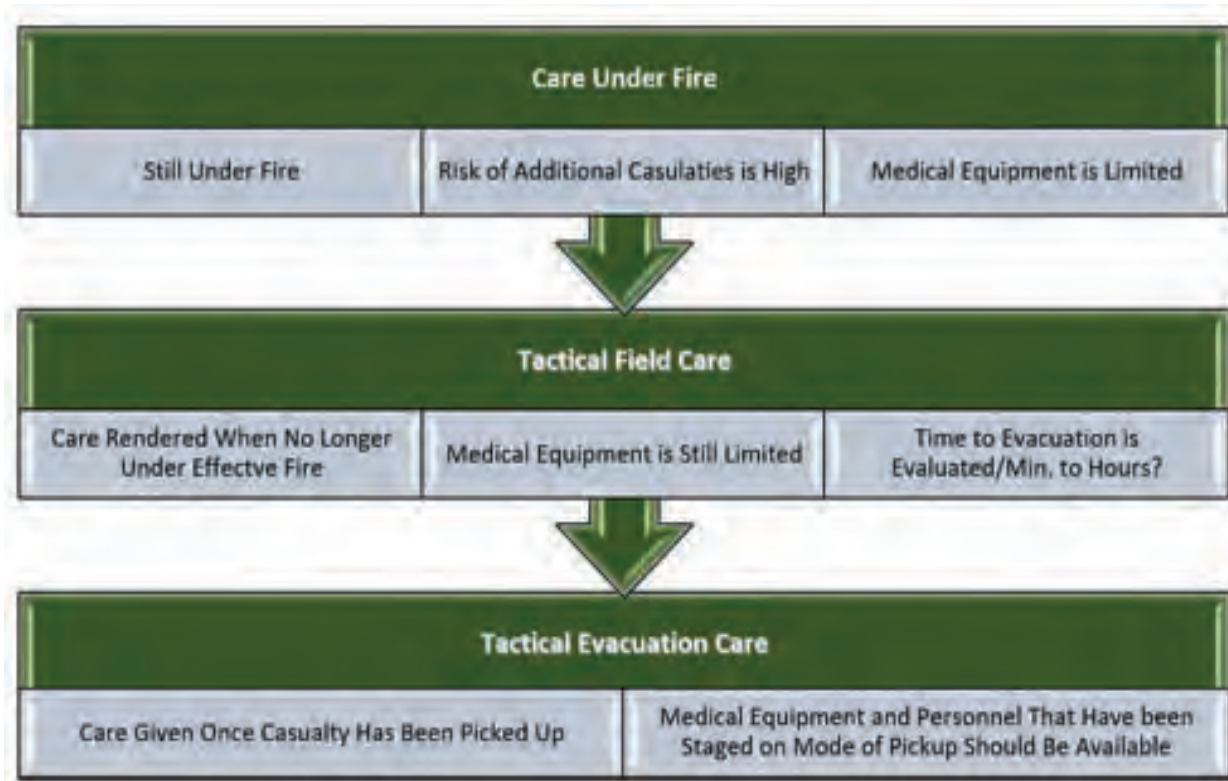 Care Under Fire
Still Under Fire
Risk of Additional Casulaties is High
Medical Equipment is Limited
Tactical Field Care
Care Rendered When No Longer
Under Effectve Fire
Medical Equipment is Still Limited
Time to Evacuation Is
Evaluated/Min. to Hours?
Tactical Evacuation Care
Care Given Once Casualty Has Been Picked Up
Medical Equipment and Personnel That Have been
Staged on Mode of Pickup Should Be Available